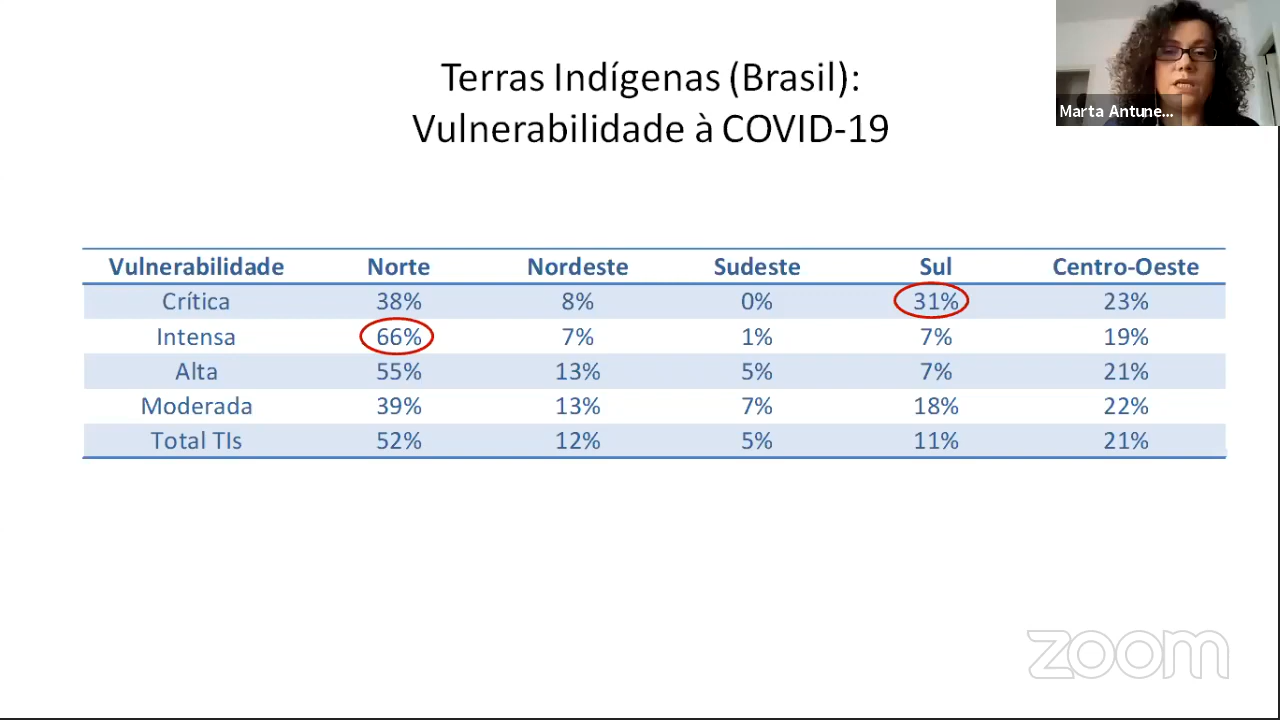 Terras Indígenas (Brasil):
Vulnerabilidade à COVID-19
Marta Antune...
Vulnerabilidade Norte Nordeste Sudeste Sul Centro-Oeste
Crítica 38% 8% 0% 31% 23%
Intensa 66% 7% 1% 7% 19%
Alta 55% 13% 5% 7% 21%
Moderada 39% 13% 7% 18% 22%
Total TIs 52% 12% 5% 11% 21%
zoom